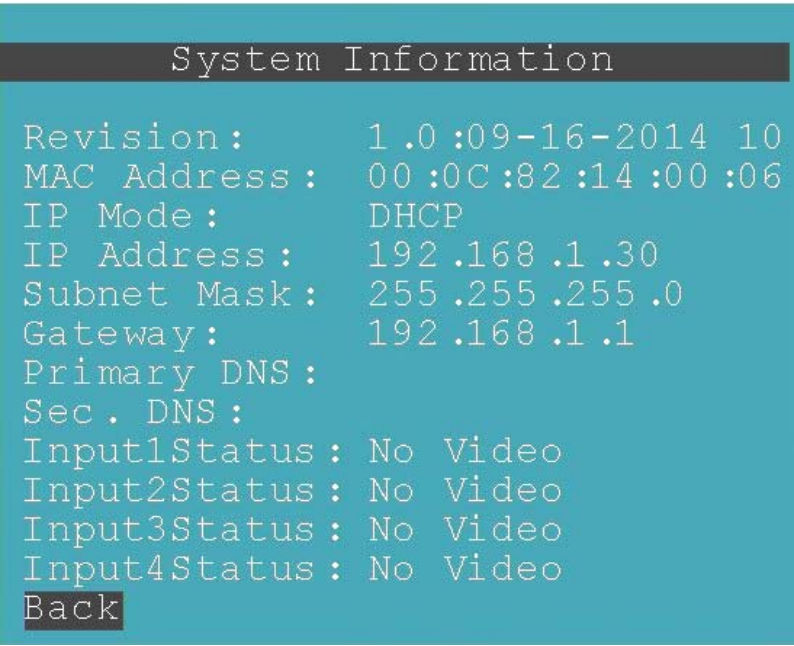 System Information
Revision: 1.0:09-16-2014 10
MAC Address: 00:0C:82:14:00:06
IP Mode: DHCP
IP Address: 192.168.1.30
Subnet Mask: 255.255.255.0
Gateway: 192.168.1.1
Primary DNS:
Sec. DNS:
Input1Status: No Video
Input2Status: No Video
Input3Status: No Video
Input4Status: No Video
Back